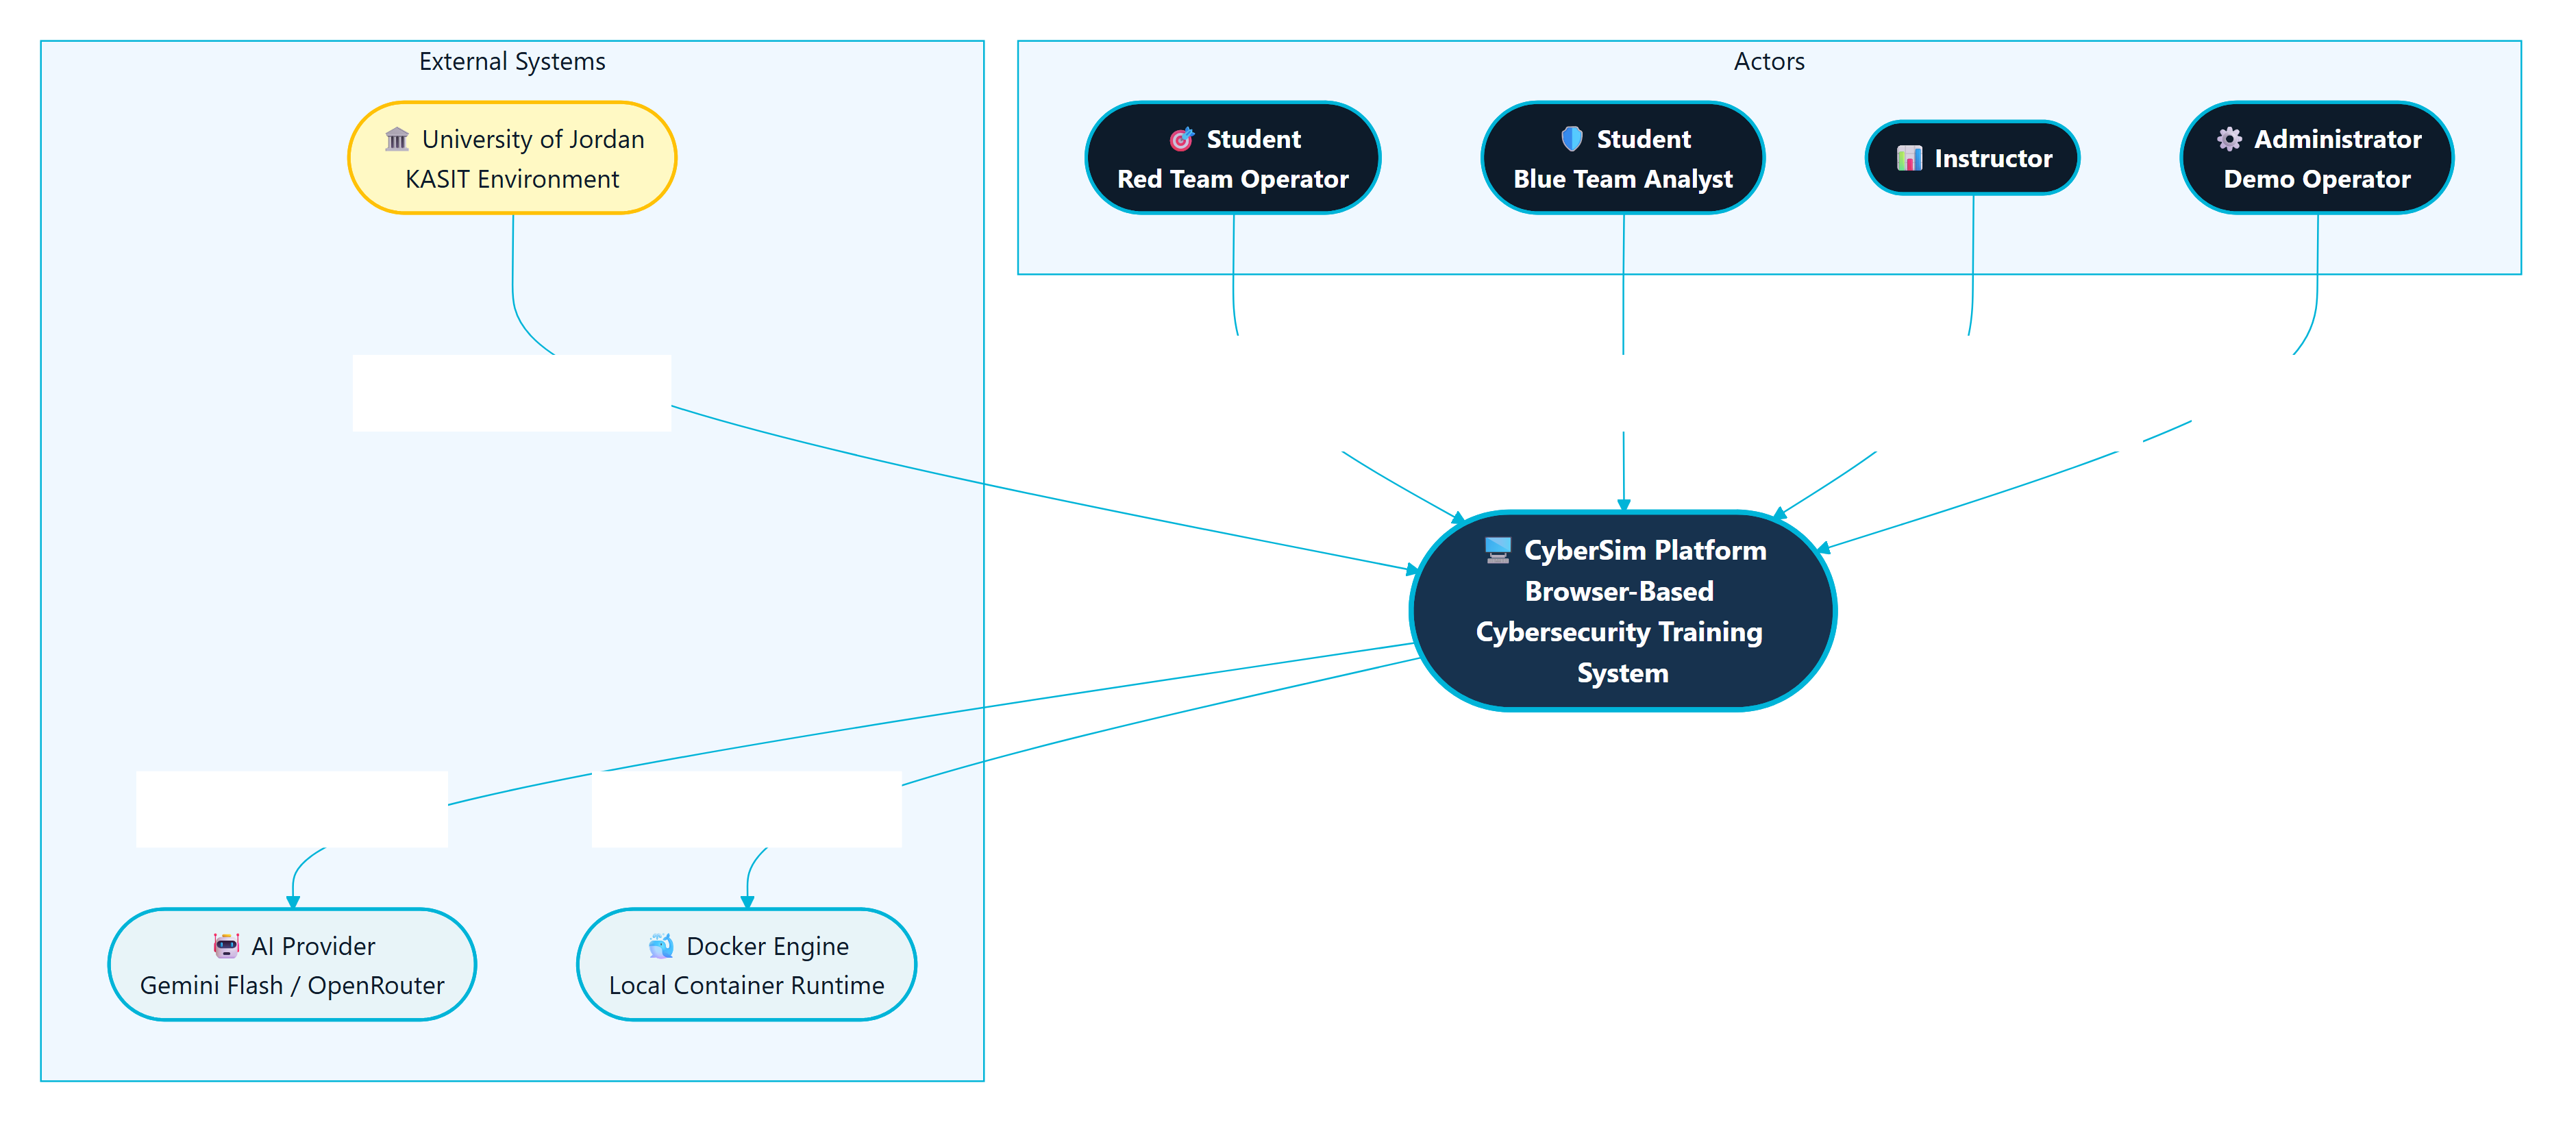 External Systems
University of Jordan
KASIT Environment
Actors
Student
Red Team Operator
Student
Blue Team Analyst
Instructor
Administrator
Demo Operator
CyberSim Platform
Browser-Based
Cybersecurity Training
System
AI Provider
Gemini Flash / OpenRouter
Docker Engine
Local Container Runtime